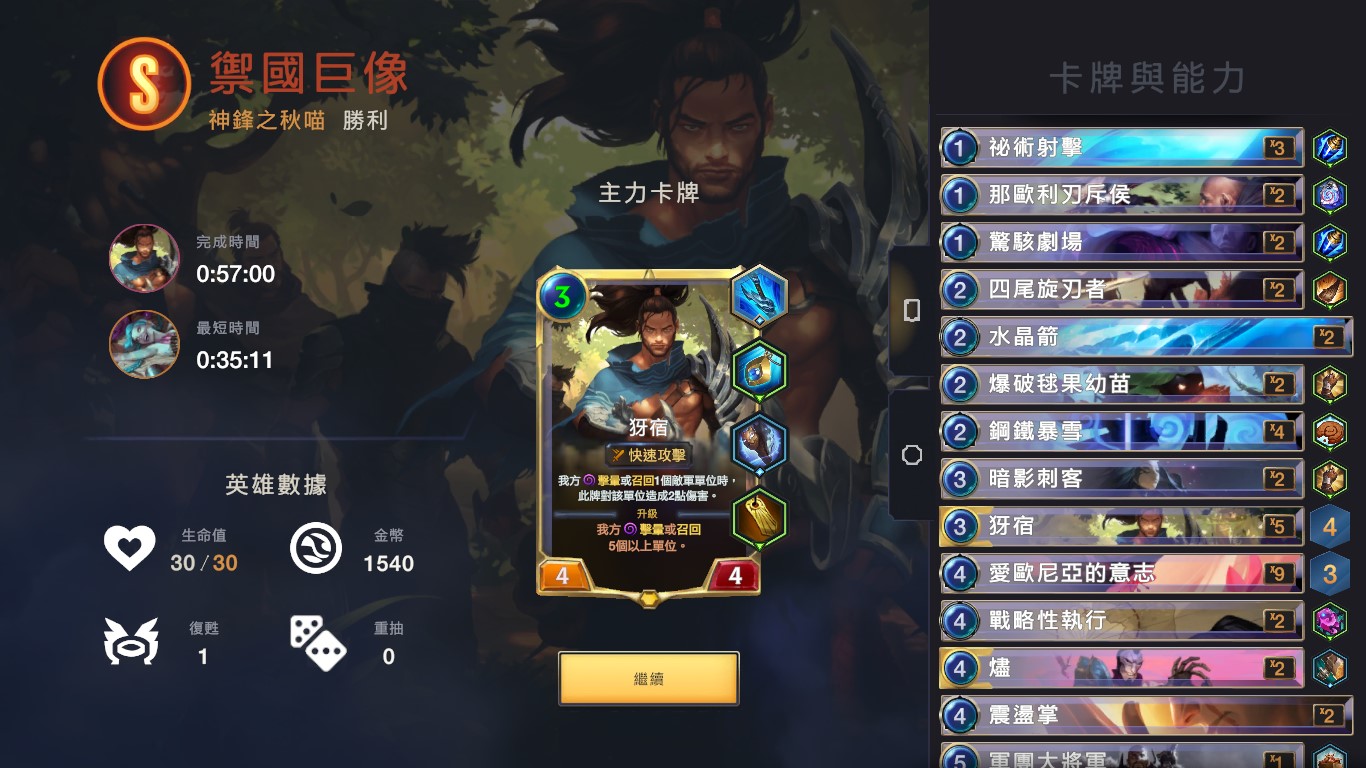 S
禦國巨像
神鋒之秋喵 勝利
完成時間
0:57:00
最短時間
0:35:11
英雄數據
生命值
30/30
金幣
1540
復甦
1
重抽
0
主力卡牌
3
犽宿
快速攻擊
我方擊暈或召回1個敵軍單位時，
此牌對該單位造成2點傷害。
升級
我方擊暈或召回
5個以上單位。
4
4
繼續
卡牌與能力
1 祕術射擊 x3
1 那歐利刃斥侯 x2
1 驚駭劇場 x2
2 四尾旋刃者 x2
2 水晶箭 x2
2 爆破毬果幼苗 x2
2 鋼鐵暴雪 x4
3 暗影刺客 x2
3 犽宿 x5 4
4 愛歐尼亞的意志 x9 3
4 戰略性執行 x2
4 燼 x2
4 震盪掌 x2
5 軍團大將軍 x1